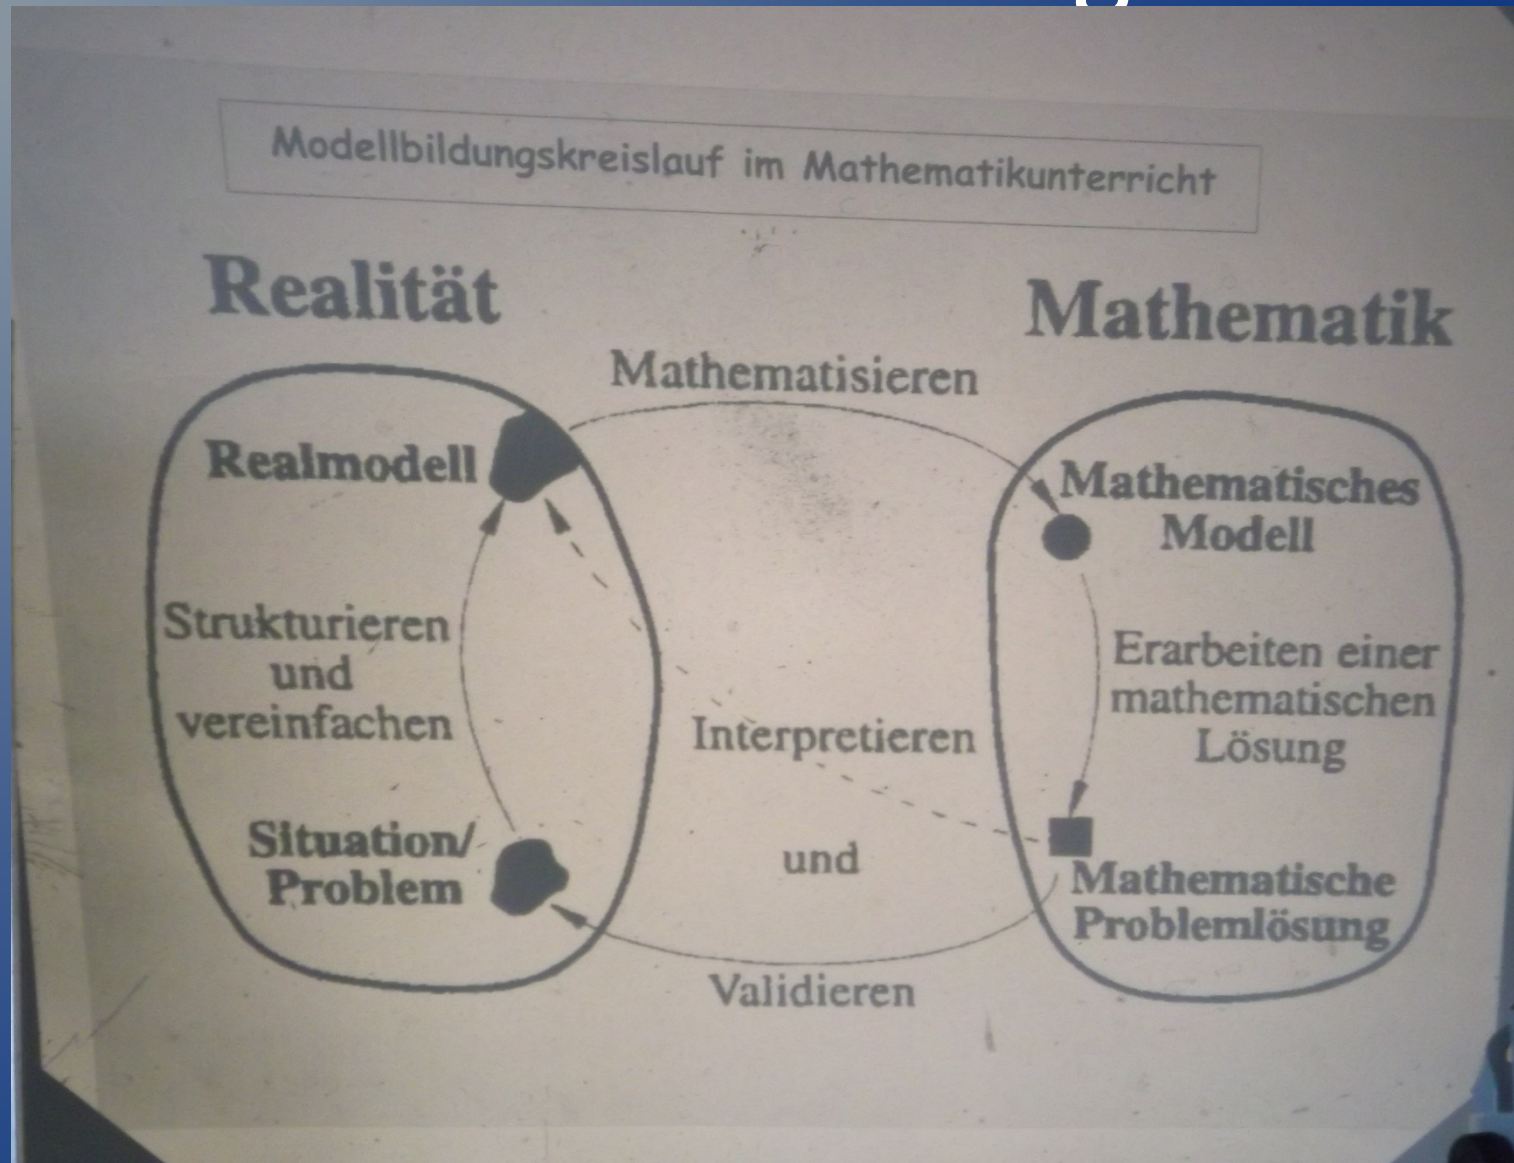 Modellbildungskreislauf im Mathematikunterricht
Realität
Mathematik
Mathematisieren
Realmodell
Mathematisches
Modell
Strukturieren
und
vereinfachen
Erarbeiten einer
mathematischen
Lösung
Interpretieren
und
Situation/
Problem
Mathematische
Problemlösung
Validieren